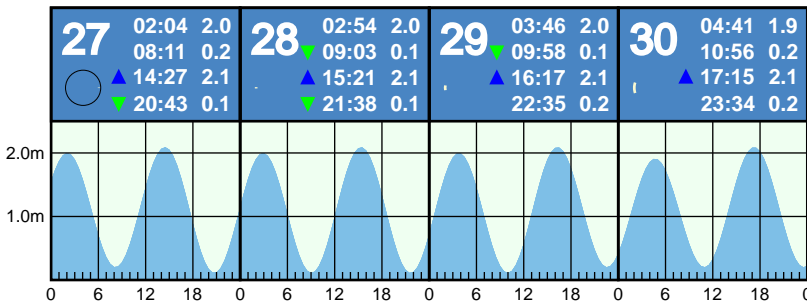 27
02:04 2.0
08:11 0.2
▲ 14:27 2.1
▼ 20:43 0.1
28
02:54 2.0
▼ 09:03 0.1
▲ 15:21 2.1
▼ 21:38 0.1
29
03:46 2.0
▼ 09:58 0.1
▲ 16:17 2.1
22:35 0.2
30
04:41 1.9
10:56 0.2
▲ 17:15 2.1
23:34 0.2
2.0m
1.0m
0 6 12 18 0 6 12 18 0 6 12 18 0 6 12 18 0